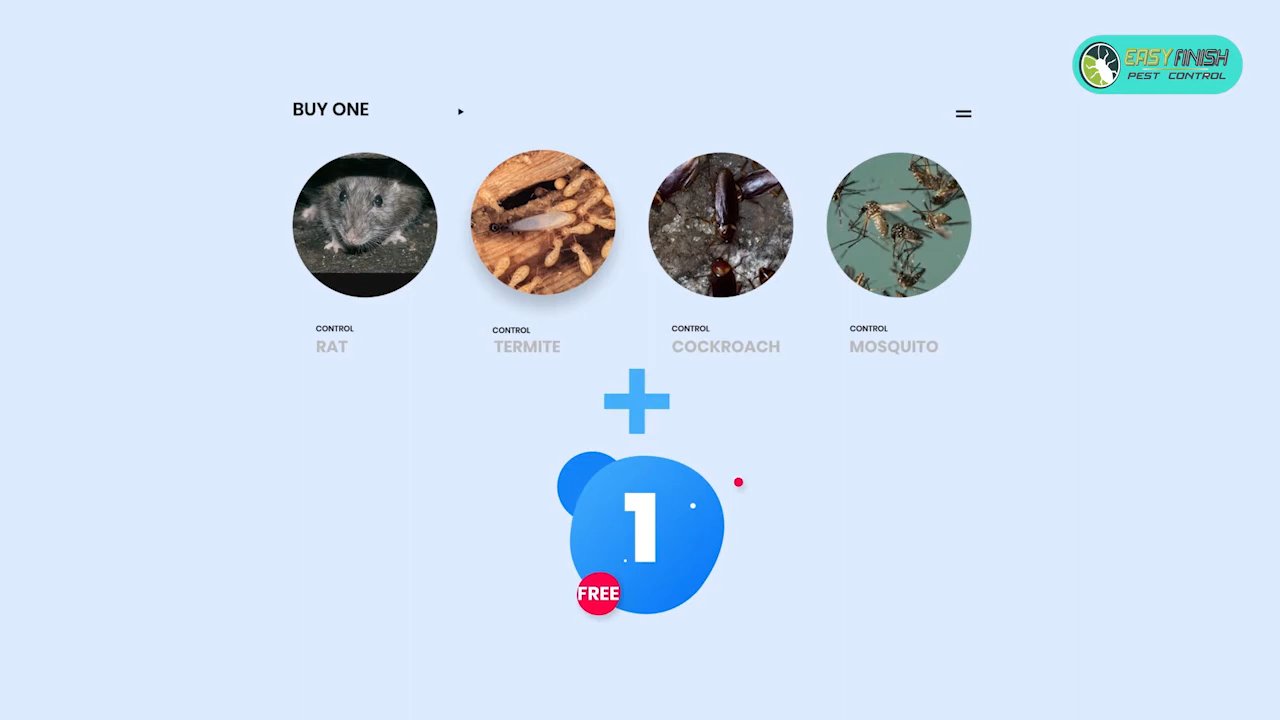 EASY FINISH
PEST CONTROL
BUY ONE
CONTROL
RAT
CONTROL
TERMITE
CONTROL
COCKROACH
CONTROL
MOSQUITO
1
FREE